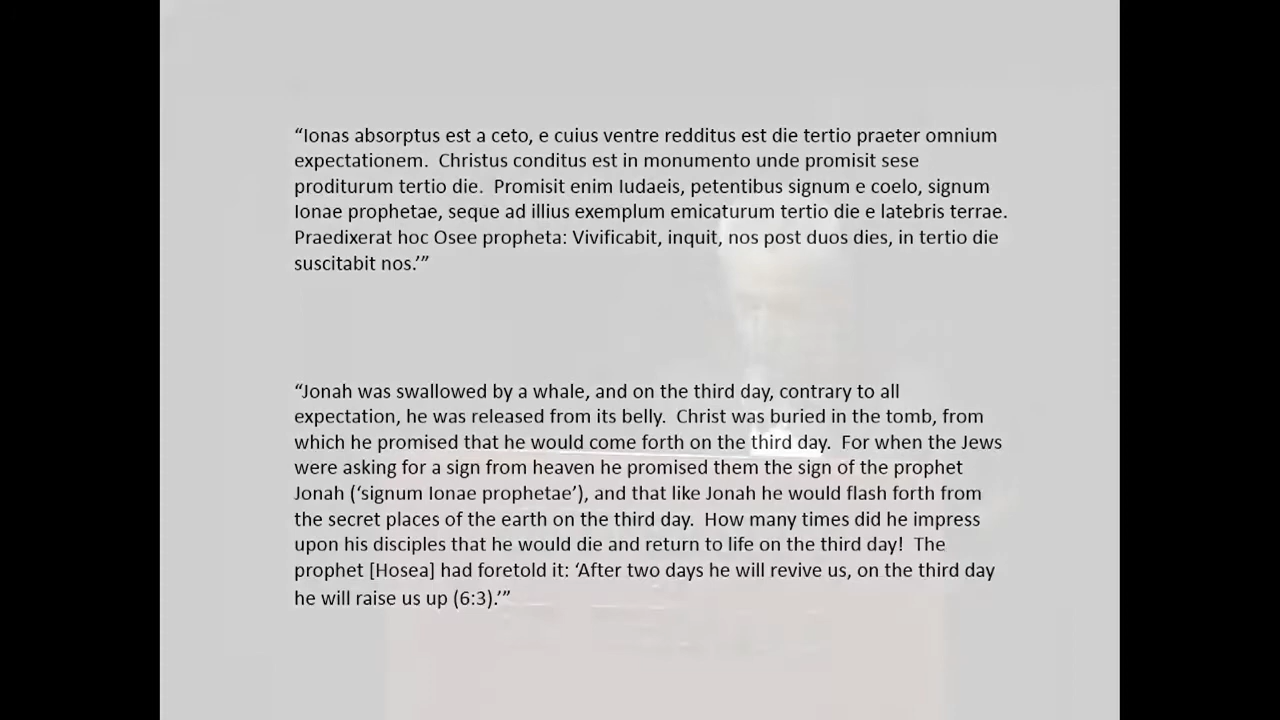 “Ionas absorptus est a ceto, e cuius ventre redditus est die tertio praeter omnium
expectationem.  Christus conditus est in monumento unde promisit sese
proditurum tertio die.  Promisit enim Iudaeis, petentibus signum e coelo, signum
Ionae prophetae, seque ad illius exemplum emicaturum tertio die e latebris terrae.
Praedixerat hoc Osee propheta: Vivificabit, inquit, nos post duos dies, in tertio die
suscitabit nos.’”
“Jonah was swallowed by a whale, and on the third day, contrary to all
expectation, he was released from its belly.  Christ was buried in the tomb, from
which he promised that he would come forth on the third day.  For when the Jews
were asking for a sign from heaven he promised them the sign of the prophet
Jonah (‘signum Ionae prophetae’), and that like Jonah he would flash forth from
the secret places of the earth on the third day.  How many times did he impress
upon his disciples that he would die and return to life on the third day!  The
prophet [Hosea] had foretold it: ‘After two days he will revive us, on the third day
he will raise us up (6:3).’”